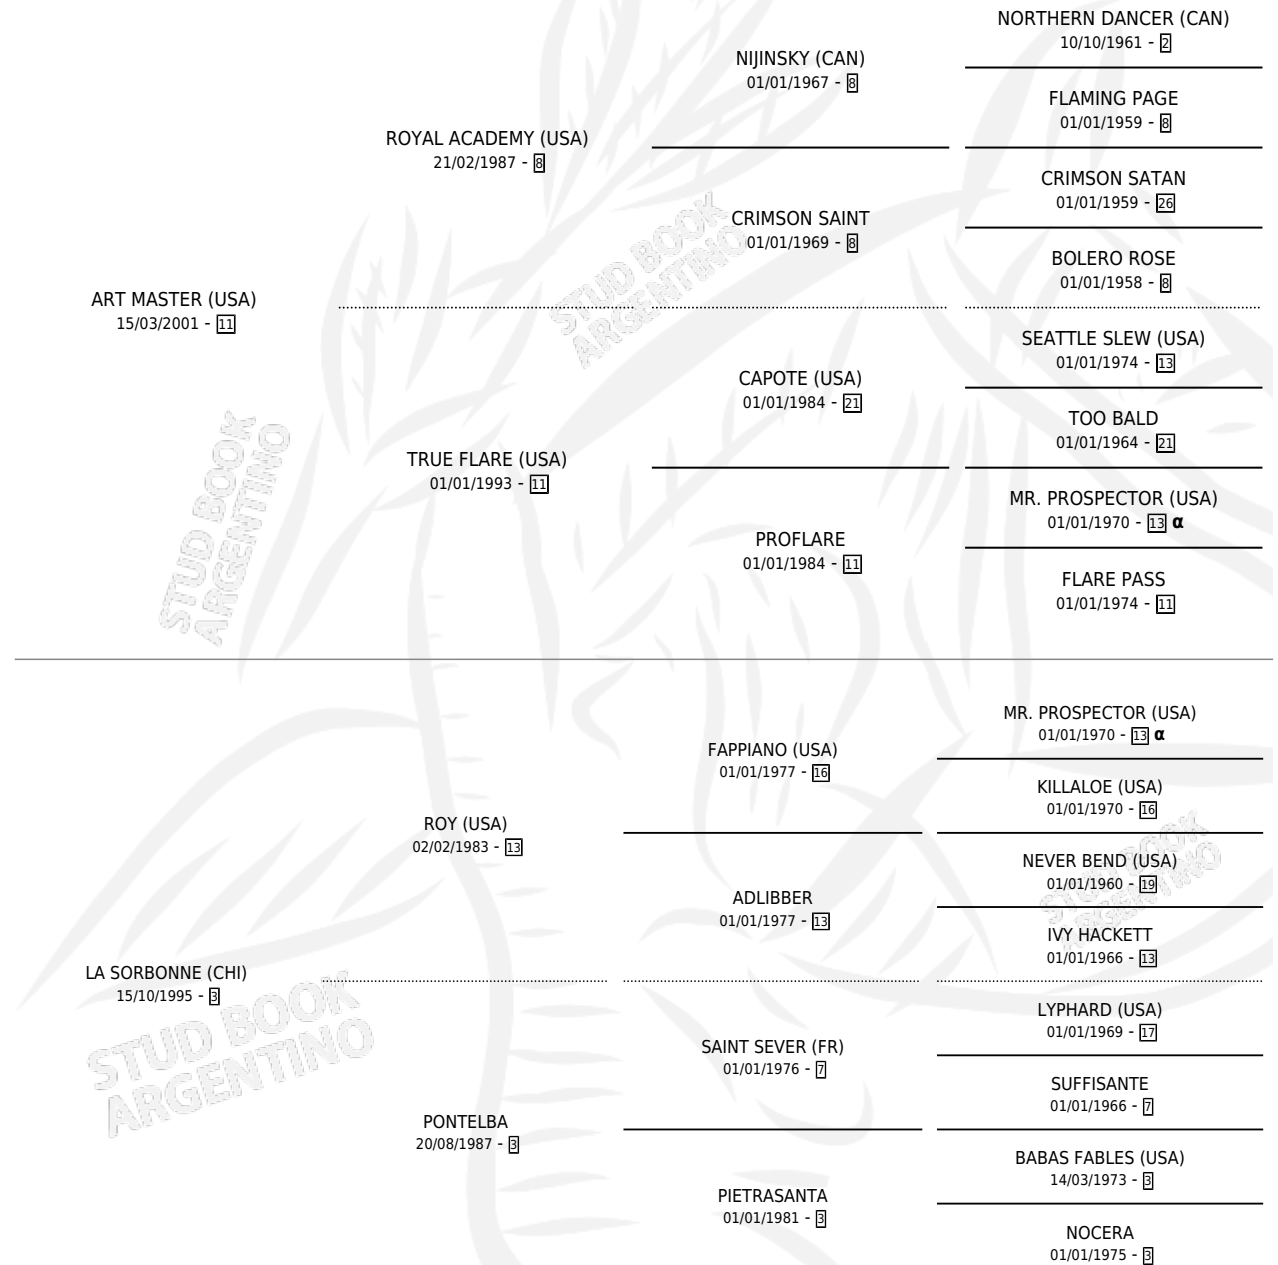 NORTHERN DANCER (CAN)
10/10/1961 - 2
NIJINSKY (CAN)
01/01/1967 - 8
FLAMING PAGE
01/01/1959 - 8
ROYAL ACADEMY (USA)
21/02/1987 - 8
CRIMSON SATAN
01/01/1959 - 26
CRIMSON SAINT
01/01/1969 - 8
BOLERO ROSE
01/01/1958 - 8
ART MASTER (USA)
15/03/2001 - 11
SEATTLE SLEW (USA)
01/01/1974 - 13
CAPOTE (USA)
01/01/1984 - 21
TOO BALD
01/01/1964 - 21
TRUE FLARE (USA)
01/01/1993 - 11
MR. PROSPECTOR (USA)
01/01/1970 - 13 α
PROFLARE
01/01/1984 - 11
FLARE PASS
01/01/1974 - 11
MR. PROSPECTOR (USA)
01/01/1970 - 13 α
FAPPIANO (USA)
01/01/1977 - 16
KILLALOE (USA)
01/01/1970 - 16
ROY (USA)
02/02/1983 - 13
NEVER BEND (USA)
01/01/1960 - 19
ADLIBBER
01/01/1977 - 13
IVY HACKETT
01/01/1966 - 13
LA SORBONNE (CHI)
15/10/1995 - 3
LYPHARD (USA)
01/01/1969 - 17
SAINT SEVER (FR)
01/01/1976 - 7
SUFFISANTE
01/01/1966 - 7
PONTELBA
20/08/1987 - 3
BABAS FABLES (USA)
14/03/1973 - 3
PIETRASANTA
01/01/1981 - 3
NOCERA
01/01/1975 - 3
STUD BOOK
ARGENTINO
STUD BOOK
ARGENTINO
STUD BOOK
ARGENTINO
STUD BOOK
ARGENTINO